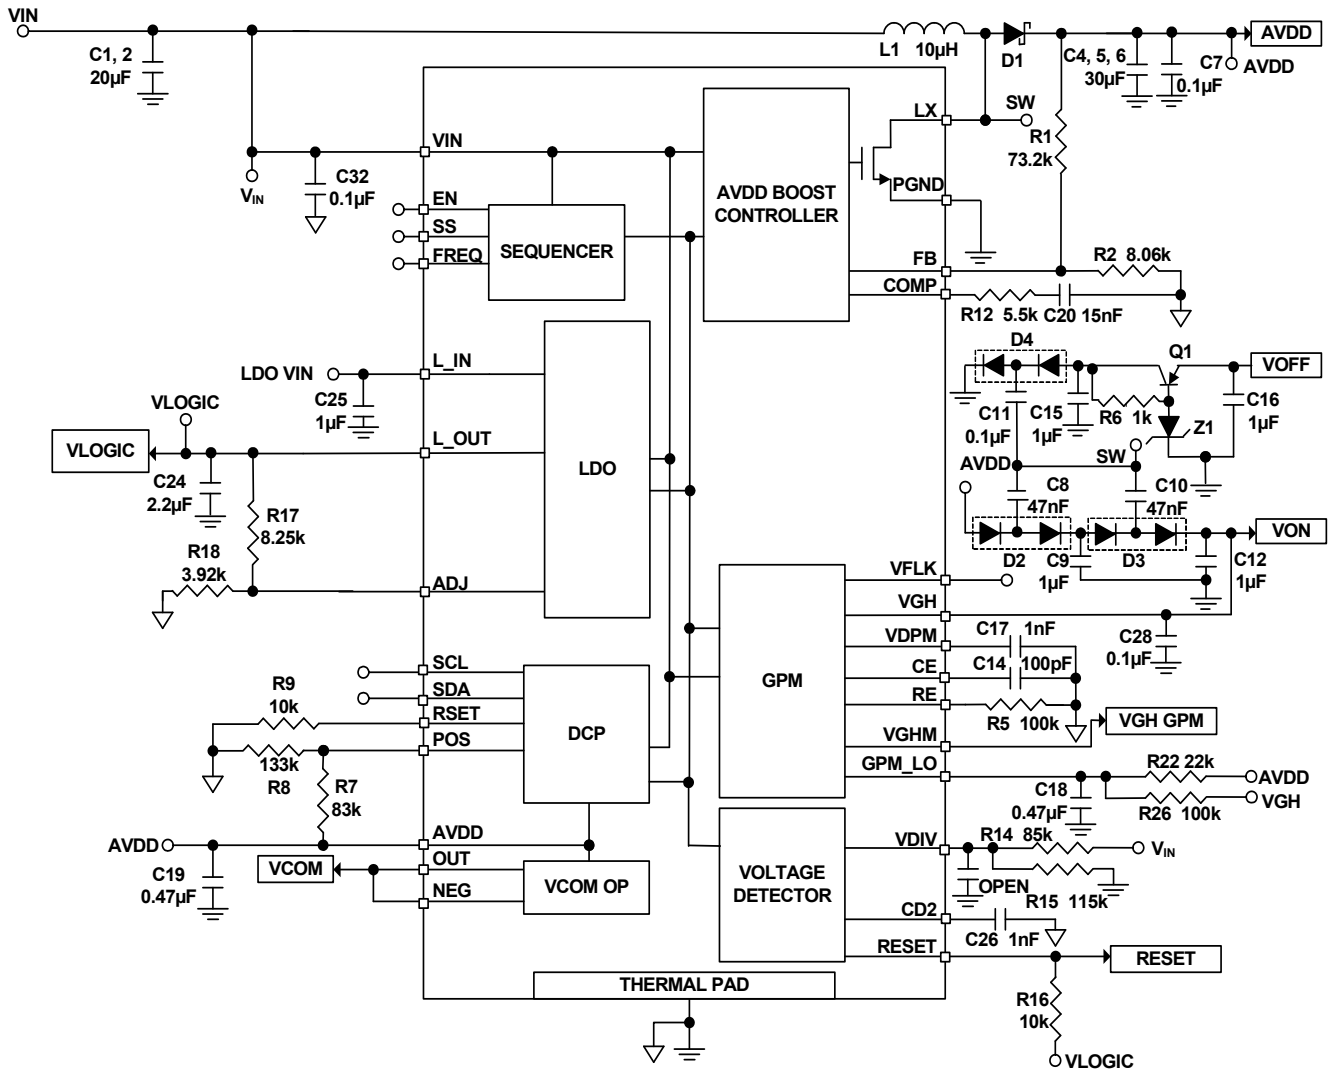 VIN
C1, 2
20µF
L1 10µH
D1
C4, 5, 6
30µF
C7
0.1µF
AVDD
AVDD
SW
R1
73.2k
LX
PGND
AVDD BOOST
CONTROLLER
VIN
C32
0.1µF
V_IN
EN
SS
FREQ
SEQUENCER
FB
COMP
R2 8.06k
R12 5.5k
C20 15nF
D4
Q1
VOFF
C11
0.1µF
C15
1µF
R6 1k
Z1
C16
1µF
L_IN
LDO VIN
C25
1µF
VLOGIC
VLOGIC
L_OUT
LDO
C24
2.2µF
R17
8.25k
R18
3.92k
ADJ
AVDD
SW
C8
47nF
C10
47nF
VON
D2
C9
1µF
D3
C12
1µF
VFLK
VGH
VDPM
CE
RE
VGHM
GPM_LO
GPM
C28
0.1µF
C17 1nF
C14 100pF
R5 100k
VGH GPM
SCL
SDA
RSET
POS
DCP
R9
10k
133k
R8
R7
83k
R22 22k
AVDD
C18
0.47µF
R26 100k
VGH
AVDD
AVDD
OUT
NEG
VCOM
C19
0.47µF
VCOM OP
VDIV
CD2
RESET
VOLTAGE
DETECTOR
R14 85k
V_IN
OPEN
R15 115k
C26 1nF
RESET
R16
10k
VLOGIC
THERMAL PAD